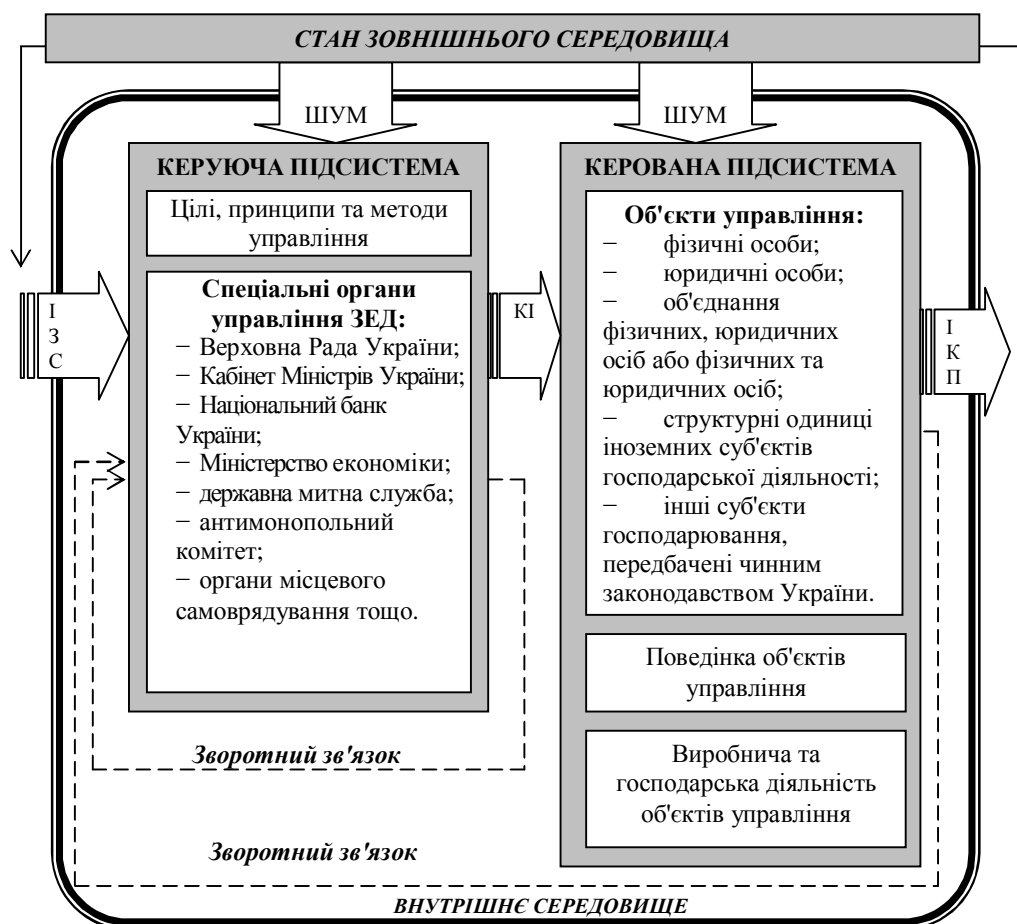 СТАН ЗОВНІШНЬОГО СЕРЕДОВИЩА
ШУМ
ШУМ
КЕРУЮЧА ПІДСИСТЕМА
Цілі, принципи та методи
управління
Спеціальні органи
управління ЗЕД:
− Верховна Рада України;
− Кабінет Міністрів України;
− Національний банк
України;
− Міністерство економіки;
− державна митна служба;
− антимонопольний
комітет;
− органи місцевого
самоврядування тощо.
І
З
С
КІ
КЕРОВАНА ПІДСИСТЕМА
Об'єкти управління:
− фізичні особи;
− юридичні особи;
− об'єднання
фізичних, юридичних
осіб або фізичних та
юридичних осіб;
− структурні одиниці
іноземних суб'єктів
господарської діяльності;
− інші суб'єкти
господарювання,
передбачені чинним
законодавством України.
Поведінка об'єктів
управління
Виробнича та
господарська діяльність
об'єктів управління
І
К
П
Зворотний зв'язок
Зворотний зв'язок
ВНУТРІШНЄ СЕРЕДОВИЩЕ